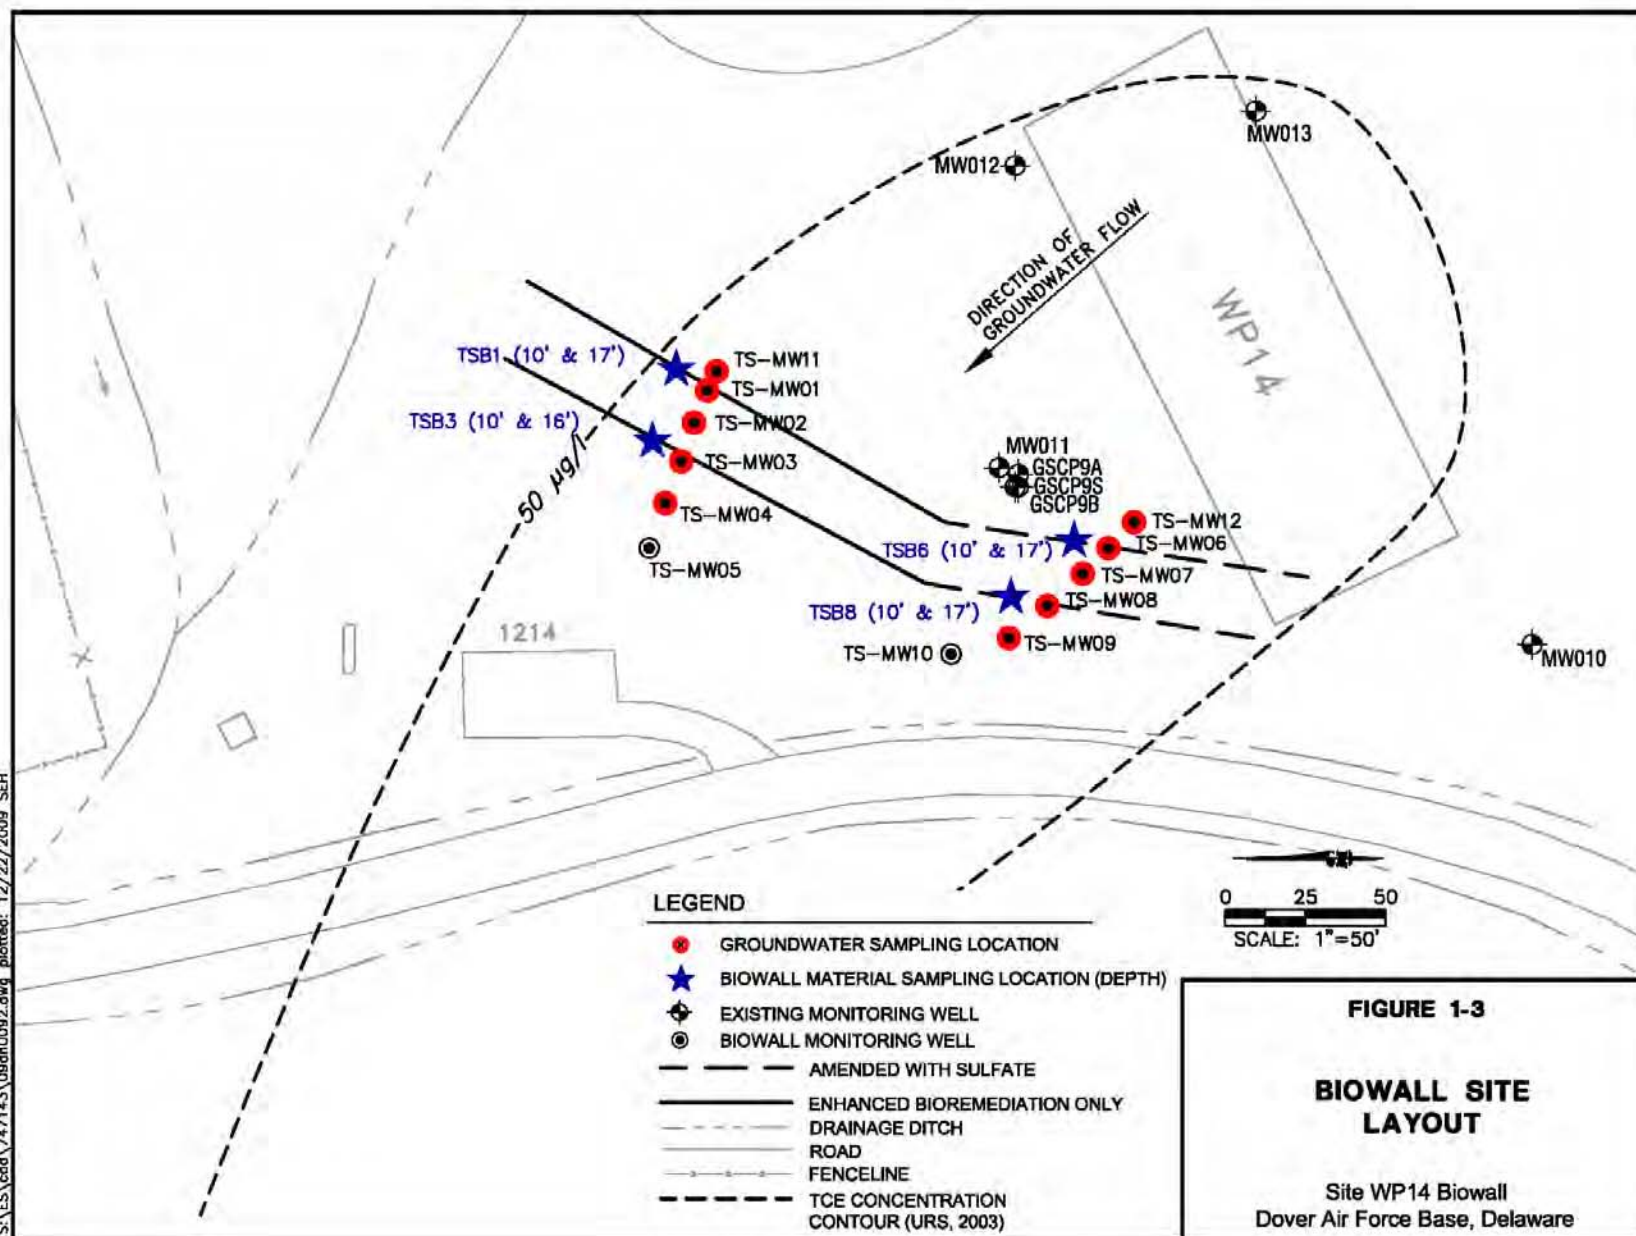 MW013
MW012
DIRECTION OF
GROUNDWATER FLOW
WP14
TSB1 (10' & 17')
TS-MW11
TS-MW01
TSB3 (10' & 16')
TS-MW02
TS-MW03
50 µg/l
TS-MW04
TS-MW05
MW011
GSCP9A
GSCP9S
GSCP9B
TS-MW12
TSB6 (10' & 17')
TS-MW06
TS-MW07
TSB8 (10' & 17')
TS-MW08
TS-MW09
TS-MW10
MW010
1214
0 25 50
SCALE: 1"=50'
LEGEND
GROUNDWATER SAMPLING LOCATION
BIOWALL MATERIAL SAMPLING LOCATION (DEPTH)
EXISTING MONITORING WELL
BIOWALL MONITORING WELL
AMENDED WITH SULFATE
ENHANCED BIOREMEDIATION ONLY
DRAINAGE DITCH
ROAD
FENCELINE
TCE CONCENTRATION
CONTOUR (URS, 2003)
FIGURE 1-3
BIOWALL SITE
LAYOUT
Site WP14 Biowall
Dover Air Force Base, Delaware
plotted: 12/22/2009 SEH